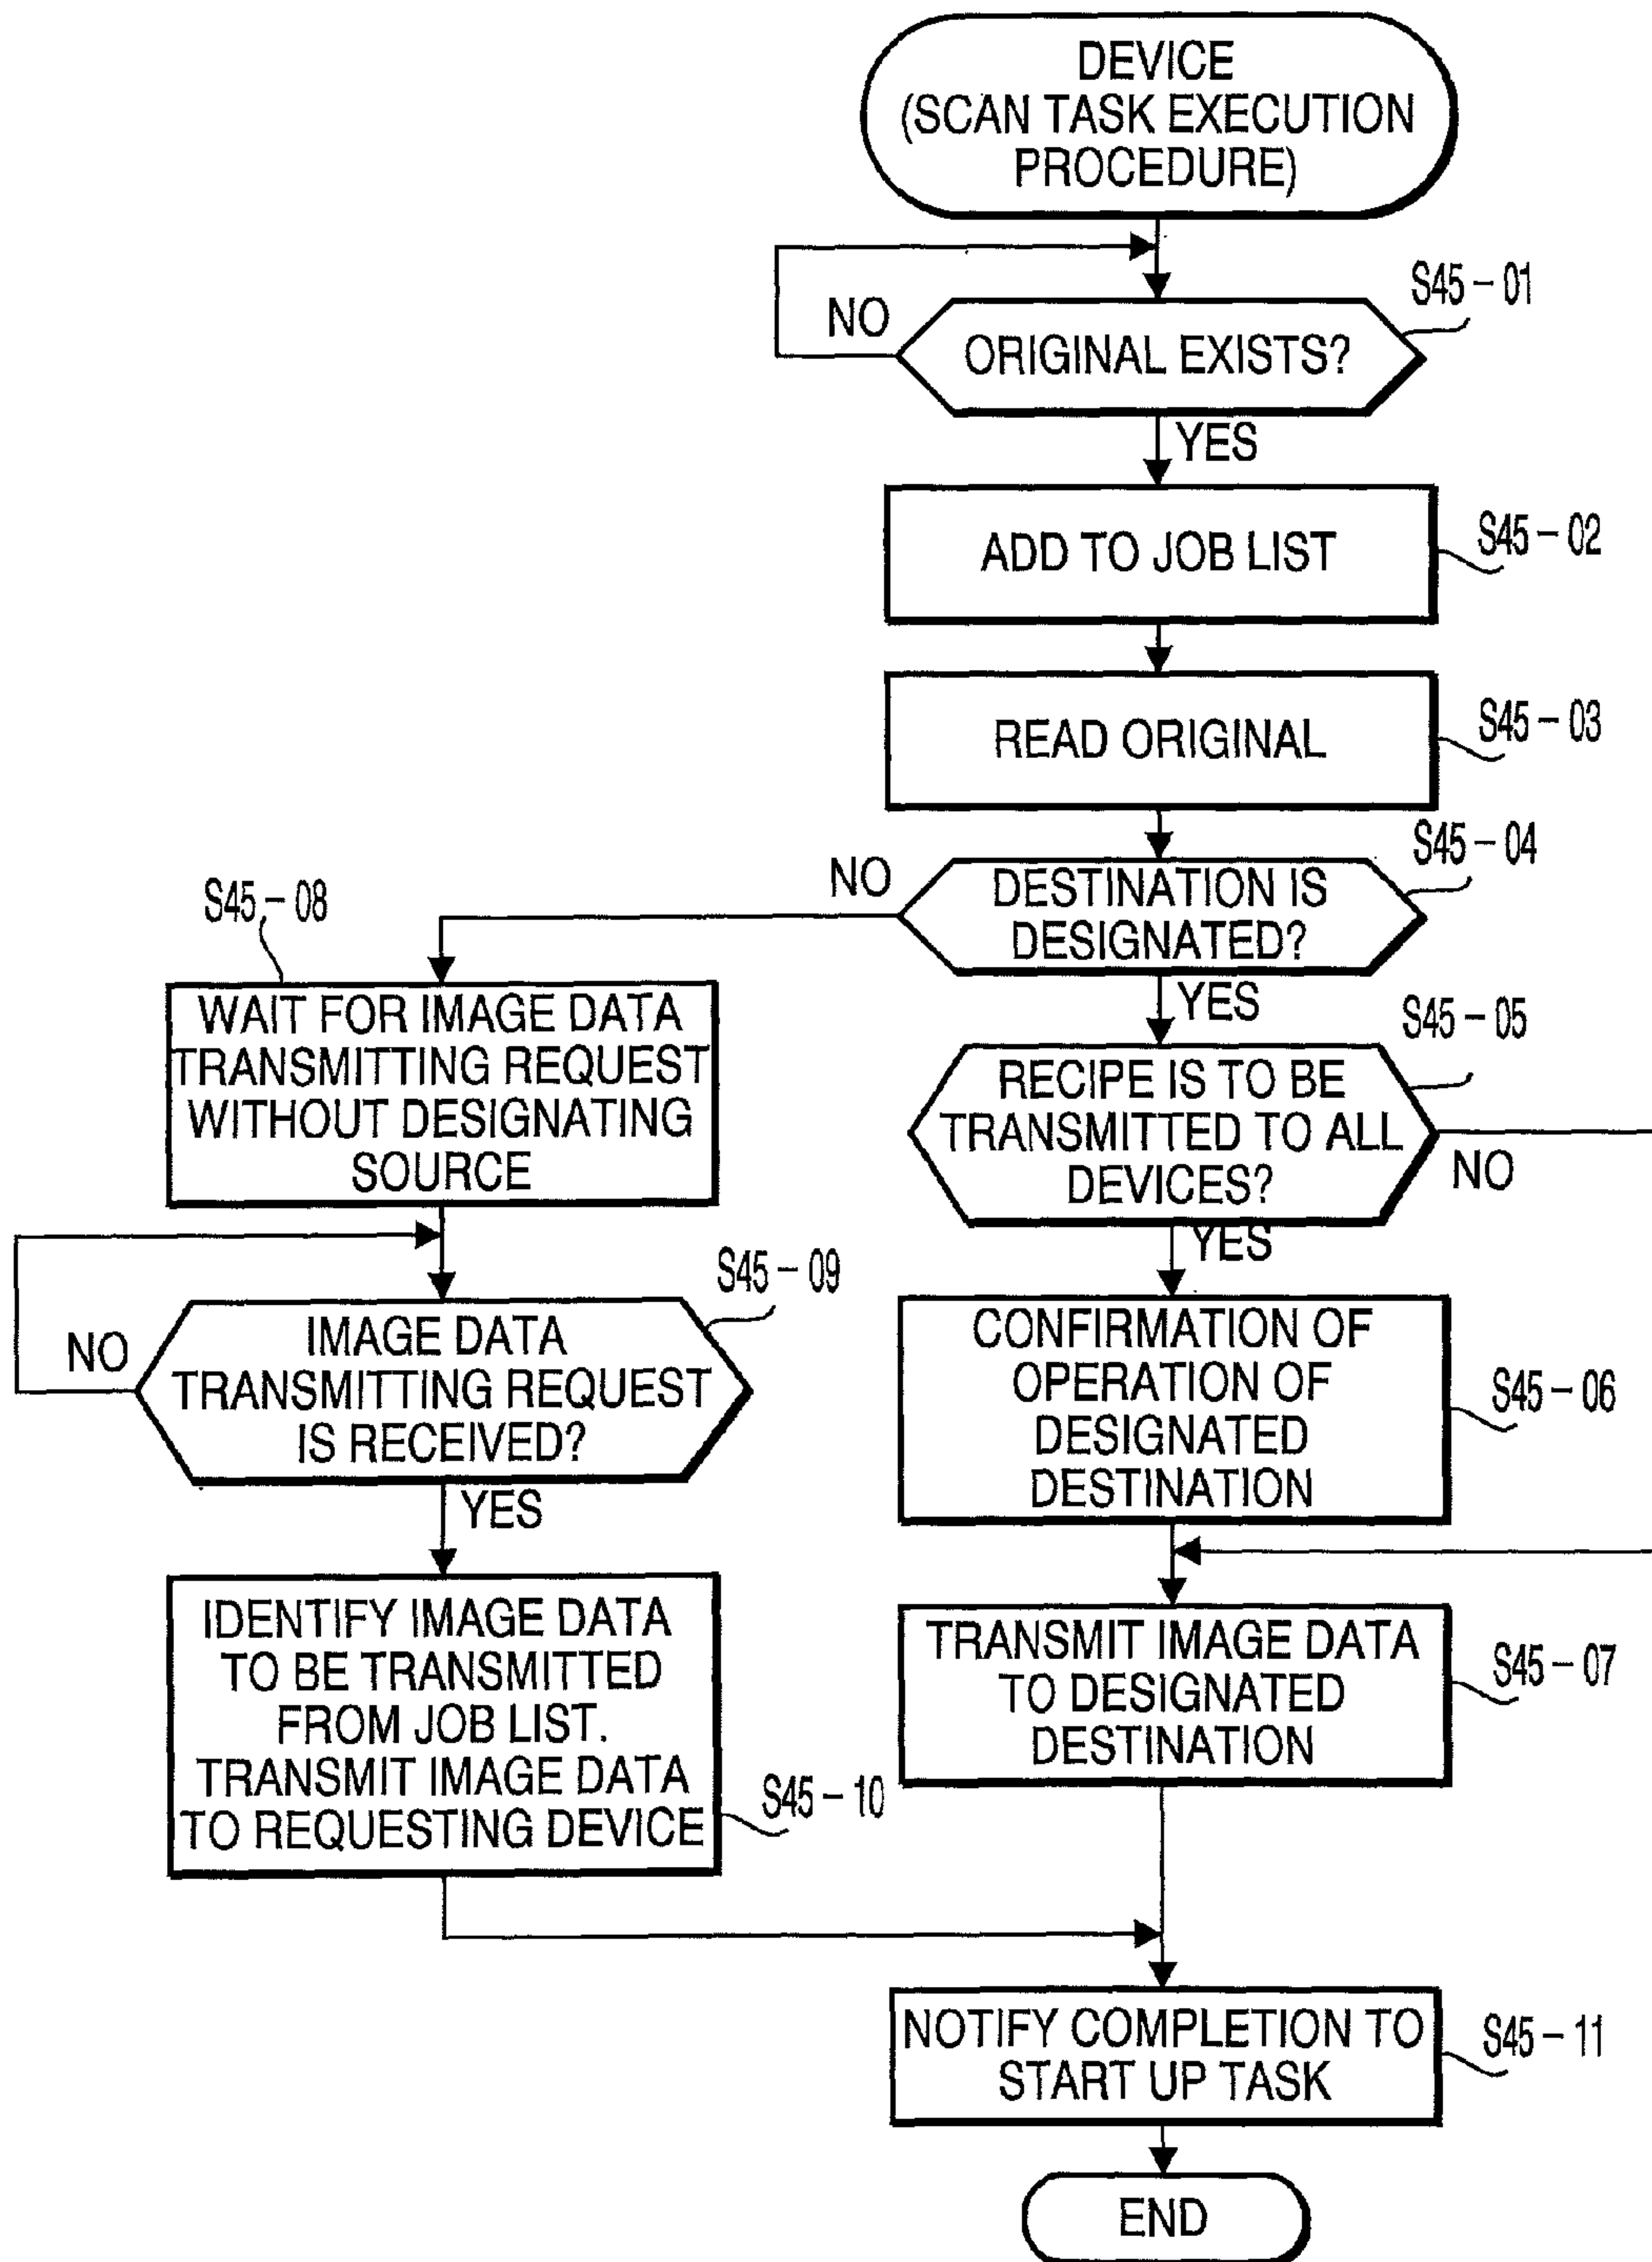 DEVICE
(SCAN TASK EXECUTION
PROCEDURE)
S45-01
NO
ORIGINAL EXISTS?
YES
ADD TO JOB LIST
S45-02
READ ORIGINAL
S45-03
S45-04
NO
DESTINATION IS
DESIGNATED?
YES
S45-08
WAIT FOR IMAGE DATA
TRANSMITTING REQUEST
WITHOUT DESIGNATING
SOURCE
S45-05
RECIPE IS TO BE
TRANSMITTED TO ALL
DEVICES?
NO
YES
S45-09
NO
IMAGE DATA
TRANSMITTING REQUEST
IS RECEIVED?
YES
CONFIRMATION OF
OPERATION OF
DESIGNATED
DESTINATION
S45-06
IDENTIFY IMAGE DATA
TO BE TRANSMITTED
FROM JOB LIST.
TRANSMIT IMAGE DATA
TO REQUESTING DEVICE
S45-10
TRANSMIT IMAGE DATA
TO DESIGNATED
DESTINATION
S45-07
NOTIFY COMPLETION TO
START UP TASK
S45-11
END